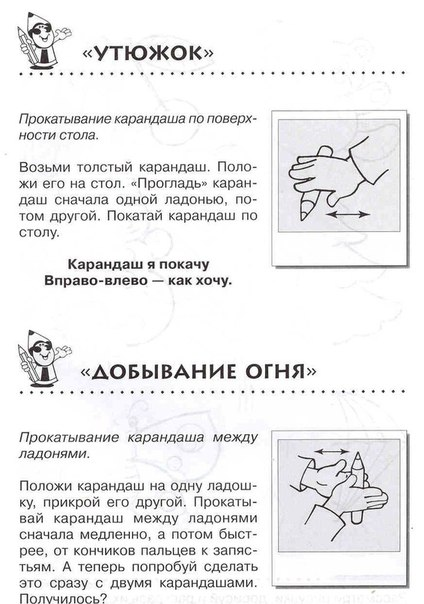 «УТЮЖОК»
Прокатывание карандаша по поверх-
ности стола.
Возьми толстый карандаш. Поло-
жи его на стол. «Прогладь» каран-
даш сначала одной ладонью, по-
том другой. Покатай карандаш по
столу.
Карандаш я покачу
Вправо-влево — как хочу.
«ДОБЫВАНИЕ ОГНЯ»
Прокатывание карандаша между
ладонями.
Положи карандаш на одну ладош-
ку, прикрой его другой. Прокаты-
вай карандаш между ладонями
сначала медленно, а потом быст-
рее, от кончиков пальцев к запяс-
тьям. А теперь попробуй сделать
это сразу с двумя карандашами.
Получилось?